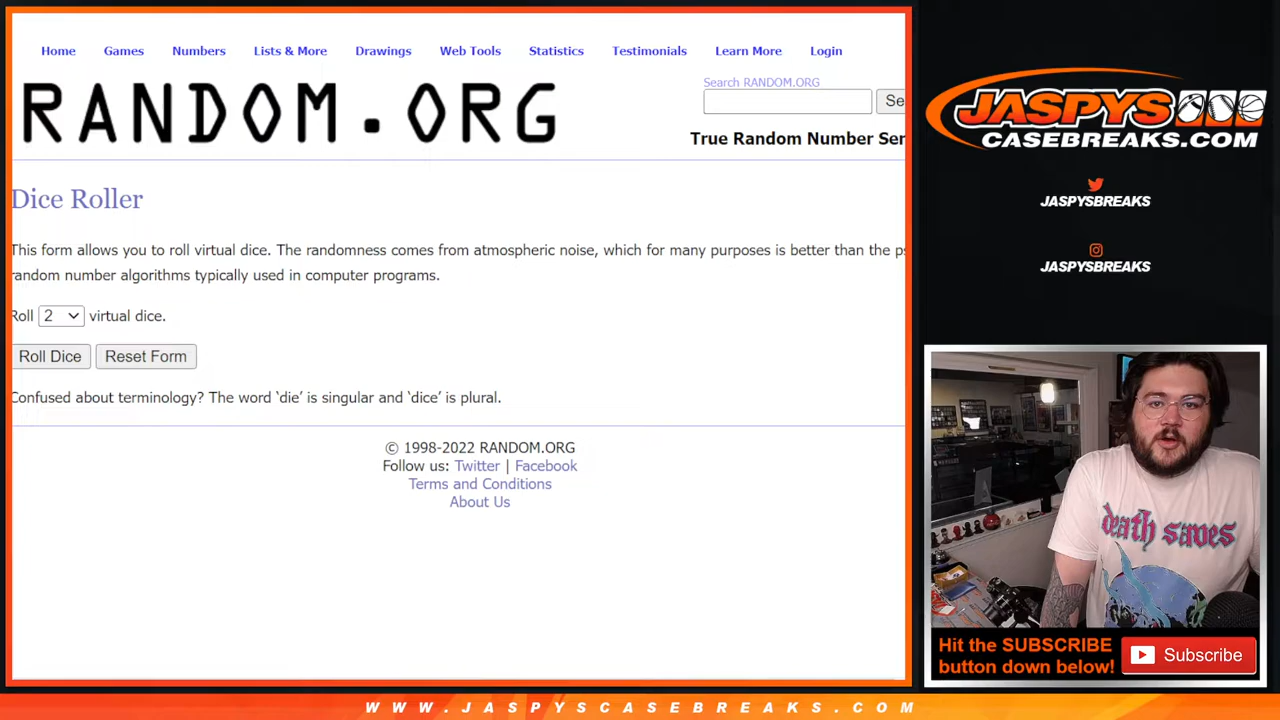 Home Games Numbers Lists & More Drawings Web Tools Statistics Testimonials Learn More Login
RANDOM.ORG
Search RANDOM.ORG
Se
True Random Number Ser
Dice Roller
This form allows you to roll virtual dice. The randomness comes from atmospheric noise, which for many purposes is better than the ps
random number algorithms typically used in computer programs.
Roll 2 virtual dice.
Roll Dice Reset Form
Confused about terminology? The word ‘die’ is singular and ‘dice’ is plural.
© 1998-2022 RANDOM.ORG
Follow us: Twitter | Facebook
Terms and Conditions
About Us
JASPYS
CASEBREAKS.COM
JASPYSBREAKS
JASPYSBREAKS
death saves
Hit the SUBSCRIBE
button down below!
Subscribe
WWW.JASPYSCASEBREAKS.COM